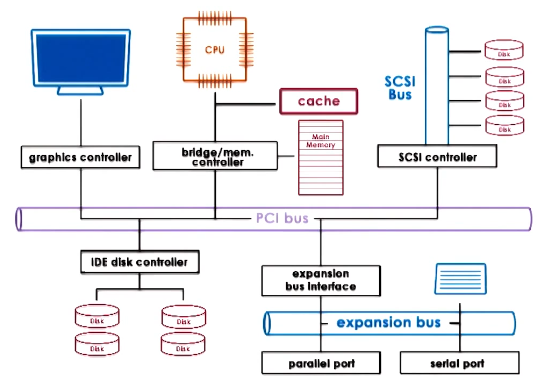 CPU
SCSI
Bus
Disk
Disk
Disk
Disk
cache
Main
Memory
graphics controller
bridge/mem.
controller
SCSI controller
PCI bus
IDE disk controller
expansion
bus interface
Disk
Disk
Disk
Disk
expansion bus
parallel port
serial port